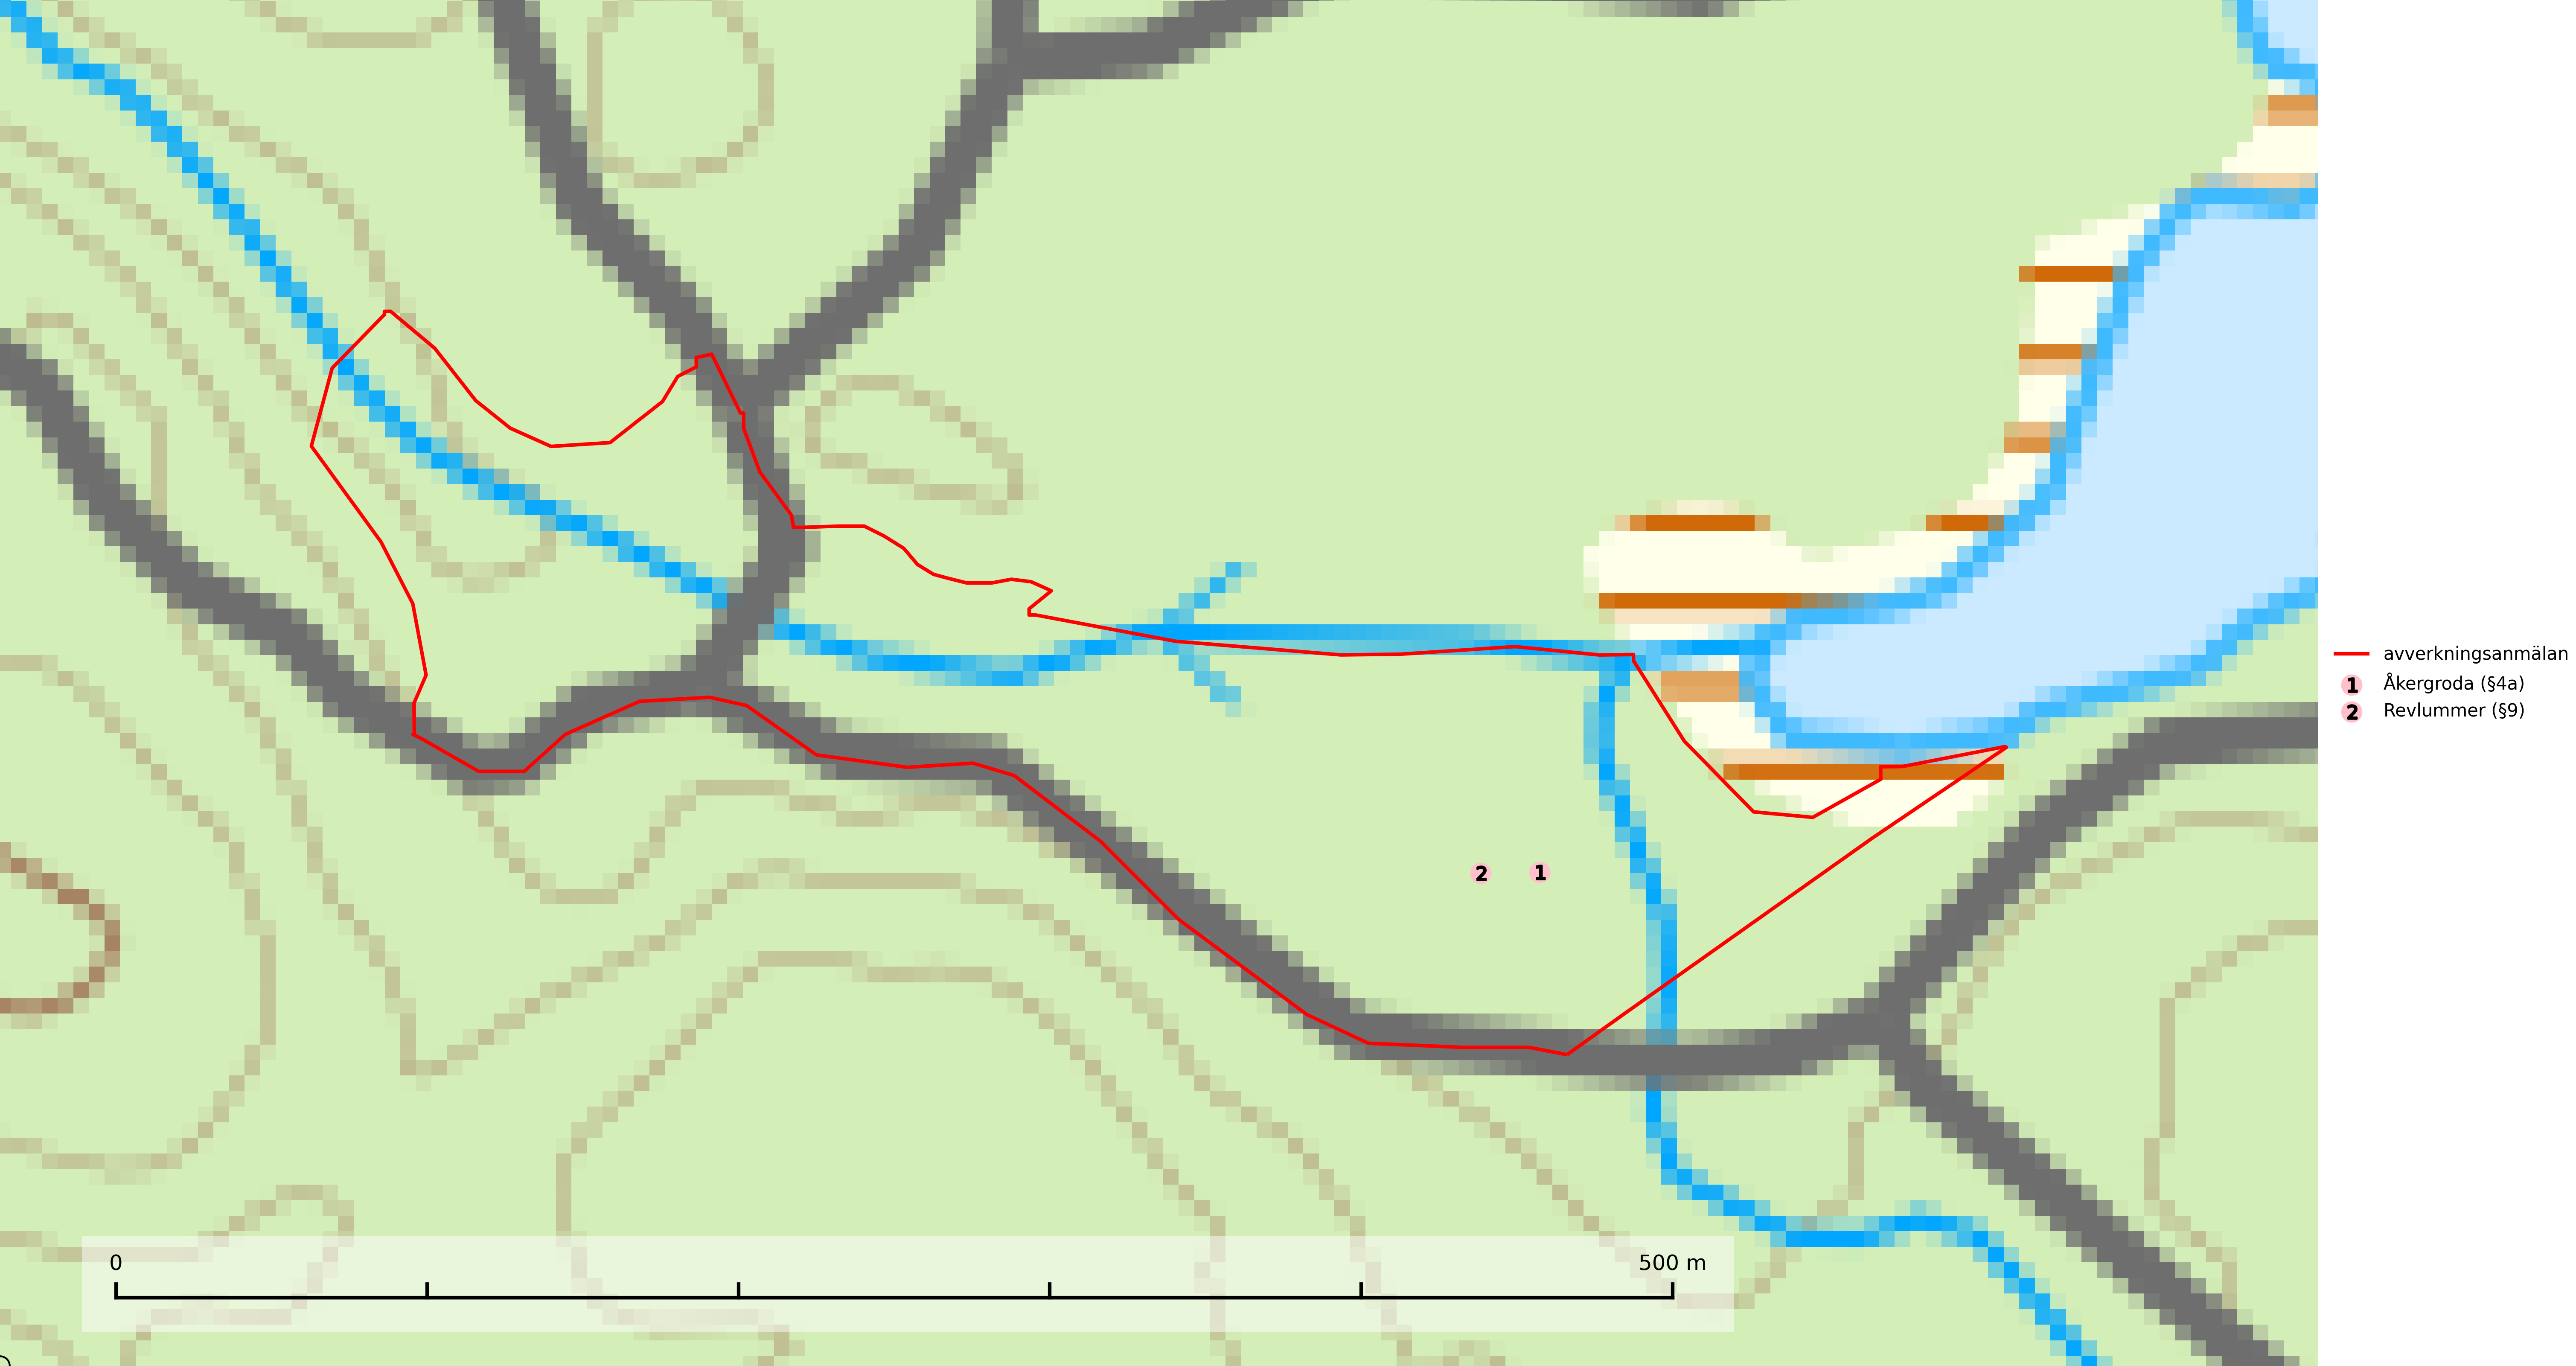 avverkningsanmälan
1 Åkergroda (§4a)
2 Revlummer (§9)
2 1
0 500 m